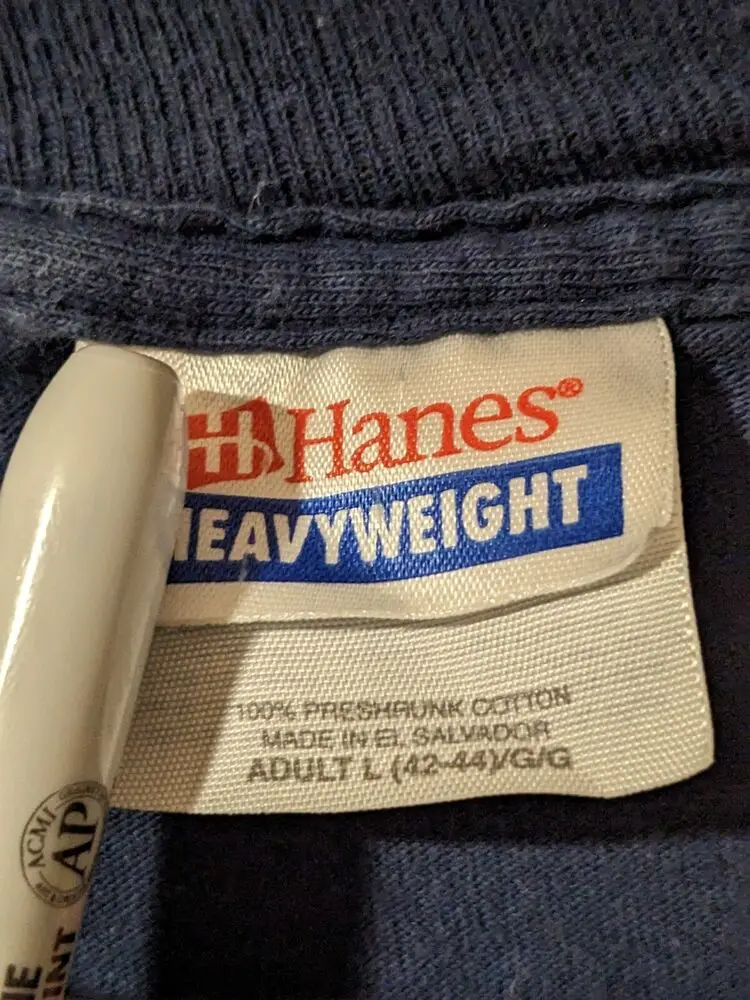 Hanes®
HEAVYWEIGHT
100% PRESHRUNK COTTON
MADE IN EL SALVADOR
ADULT L (42-44)/G/G
ACMI
AP